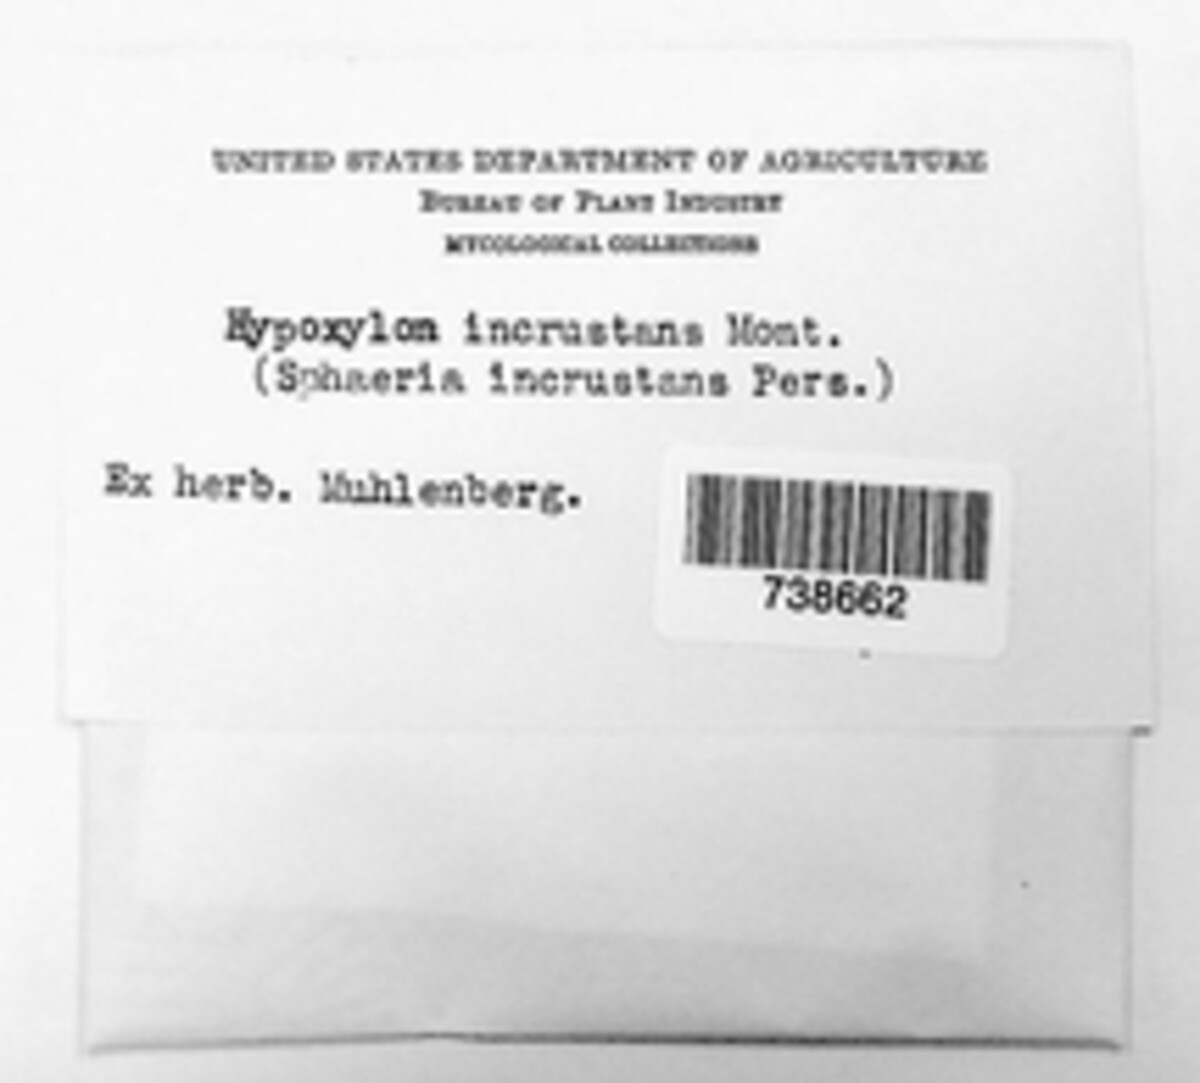 UNITED STATES DEPARTMENT OF AGRICULTURE
BUREAU OF PLANT INDUSTRY
MYCOLOGICAL COLLECTIONS
Hypoxylon incrustans Mont.
(Sphaeria incrustans Pers.)
Ex herb. Muhlenberg.
738662